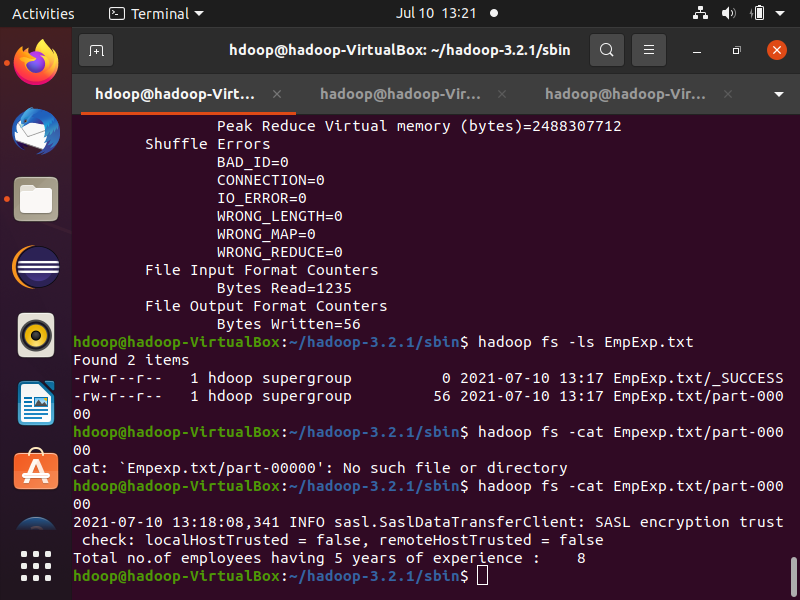 Activities Terminal Jul 10 13:21
hdoop@hadoop-VirtualBox: ~/hadoop-3.2.1/sbin
hdoop@hadoop-Virt... hadoop@hadoop-Vir... hadoop@hadoop-Vir...
Peak Reduce Virtual memory (bytes)=2488307712
Shuffle Errors
BAD_ID=0
CONNECTION=0
IO_ERROR=0
WRONG_LENGTH=0
WRONG_MAP=0
WRONG_REDUCE=0
File Input Format Counters
Bytes Read=1235
File Output Format Counters
Bytes Written=56
hdoop@hadoop-VirtualBox:~/hadoop-3.2.1/sbin$ hadoop fs -ls EmpExp.txt
Found 2 items
-rw-r--r-- 1 hdoop supergroup 0 2021-07-10 13:17 EmpExp.txt/_SUCCESS
-rw-r--r-- 1 hdoop supergroup 56 2021-07-10 13:17 EmpExp.txt/part-000
00
hdoop@hadoop-VirtualBox:~/hadoop-3.2.1/sbin$ hadoop fs -cat Empexp.txt/part-000
00
cat: `Empexp.txt/part-00000': No such file or directory
hdoop@hadoop-VirtualBox:~/hadoop-3.2.1/sbin$ hadoop fs -cat EmpExp.txt/part-000
00
2021-07-10 13:18:08,341 INFO sasl.SaslDataTransferClient: SASL encryption trust
check: localHostTrusted = false, remoteHostTrusted = false
Total no.of employees having 5 years of experience : 8
hdoop@hadoop-VirtualBox:~/hadoop-3.2.1/sbin$